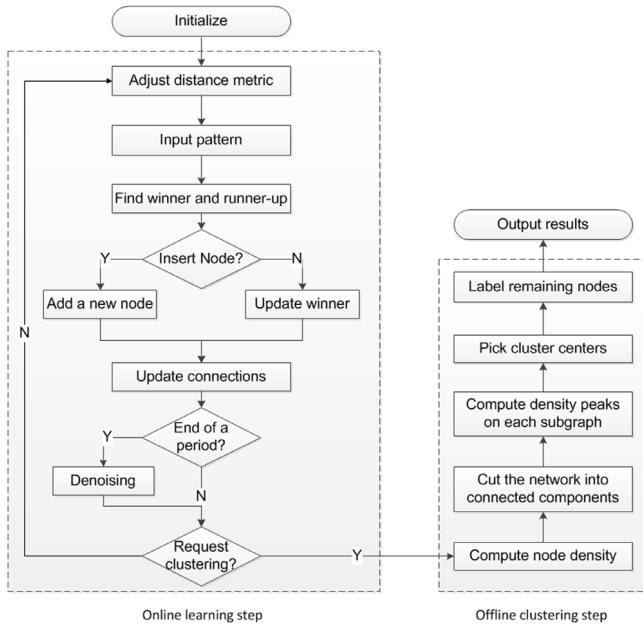 Initialize
Adjust distance metric
Input pattern
Find winner and runner-up
Insert Node?
Y
N
Add a new node
Update winner
N
Update connections
End of a
period?
Y
Denoising
N
Request
clustering?
Y
Online learning step
Output results
Label remaining nodes
Pick cluster centers
Compute density peaks
on each subgraph
Cut the network into
connected components
Compute node density
Offline clustering step